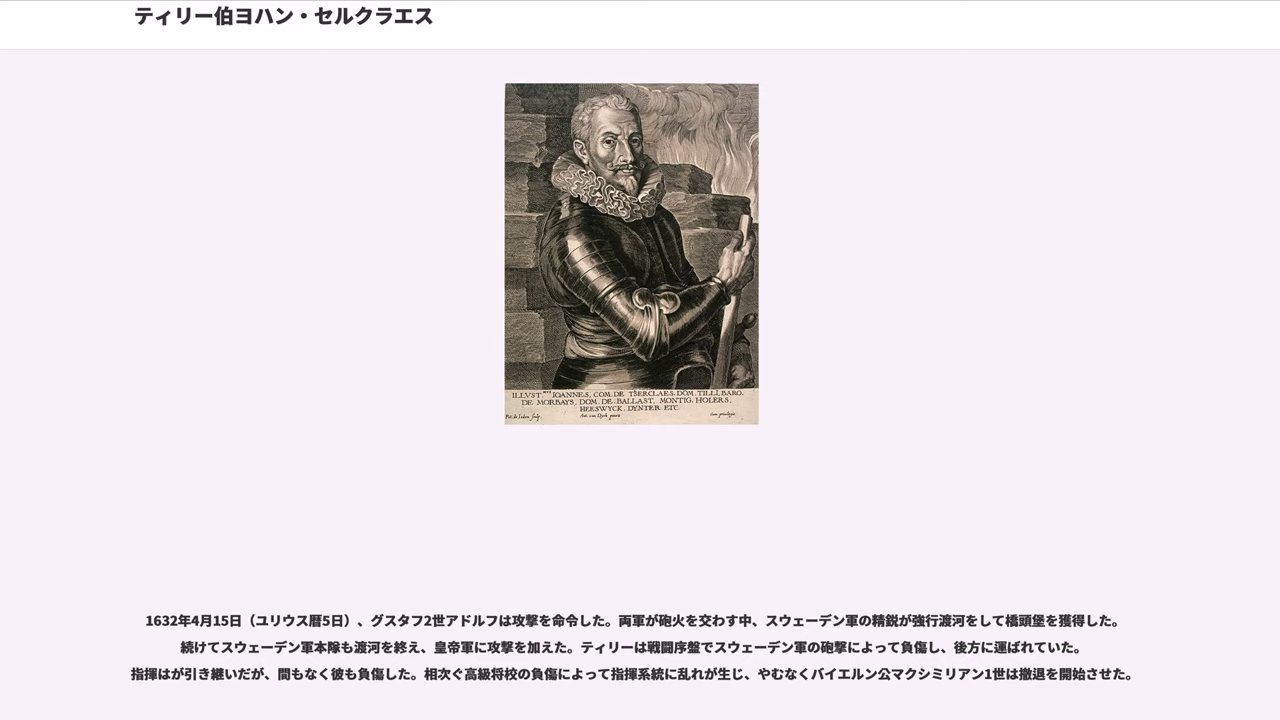 ティリー伯ヨハン・セルクラエス
ILLVST.
IOANNES, COM. DE TSERCLAES. DOM. TILLI, BARO.
DE MORBAYS, DOM. DE BALLAST, MONTIG. HOLERS,
HEESWYCK, DYNTER. ETC.
Ant. van Dyck pinxit
Cum privilegio
1632年4月15日（ユリウス暦5日）、グスタフ2世アドルフは攻撃を命令した。両軍が砲火を交わす中、スウェーデン軍の精鋭が強行渡河をして橋頭堡を獲得した。
続けてスウェーデン軍本隊も渡河を終え、皇帝軍に攻撃を加えた。ティリーは戦闘序盤でスウェーデン軍の砲撃によって負傷し、後方に運ばれていた。
指揮はが引き継いだが、間もなく彼も負傷した。相次ぐ高級将校の負傷によって指揮系統に乱れが生じ、やむなくバイエルン公マクシミリアン1世は撤退を開始させた。